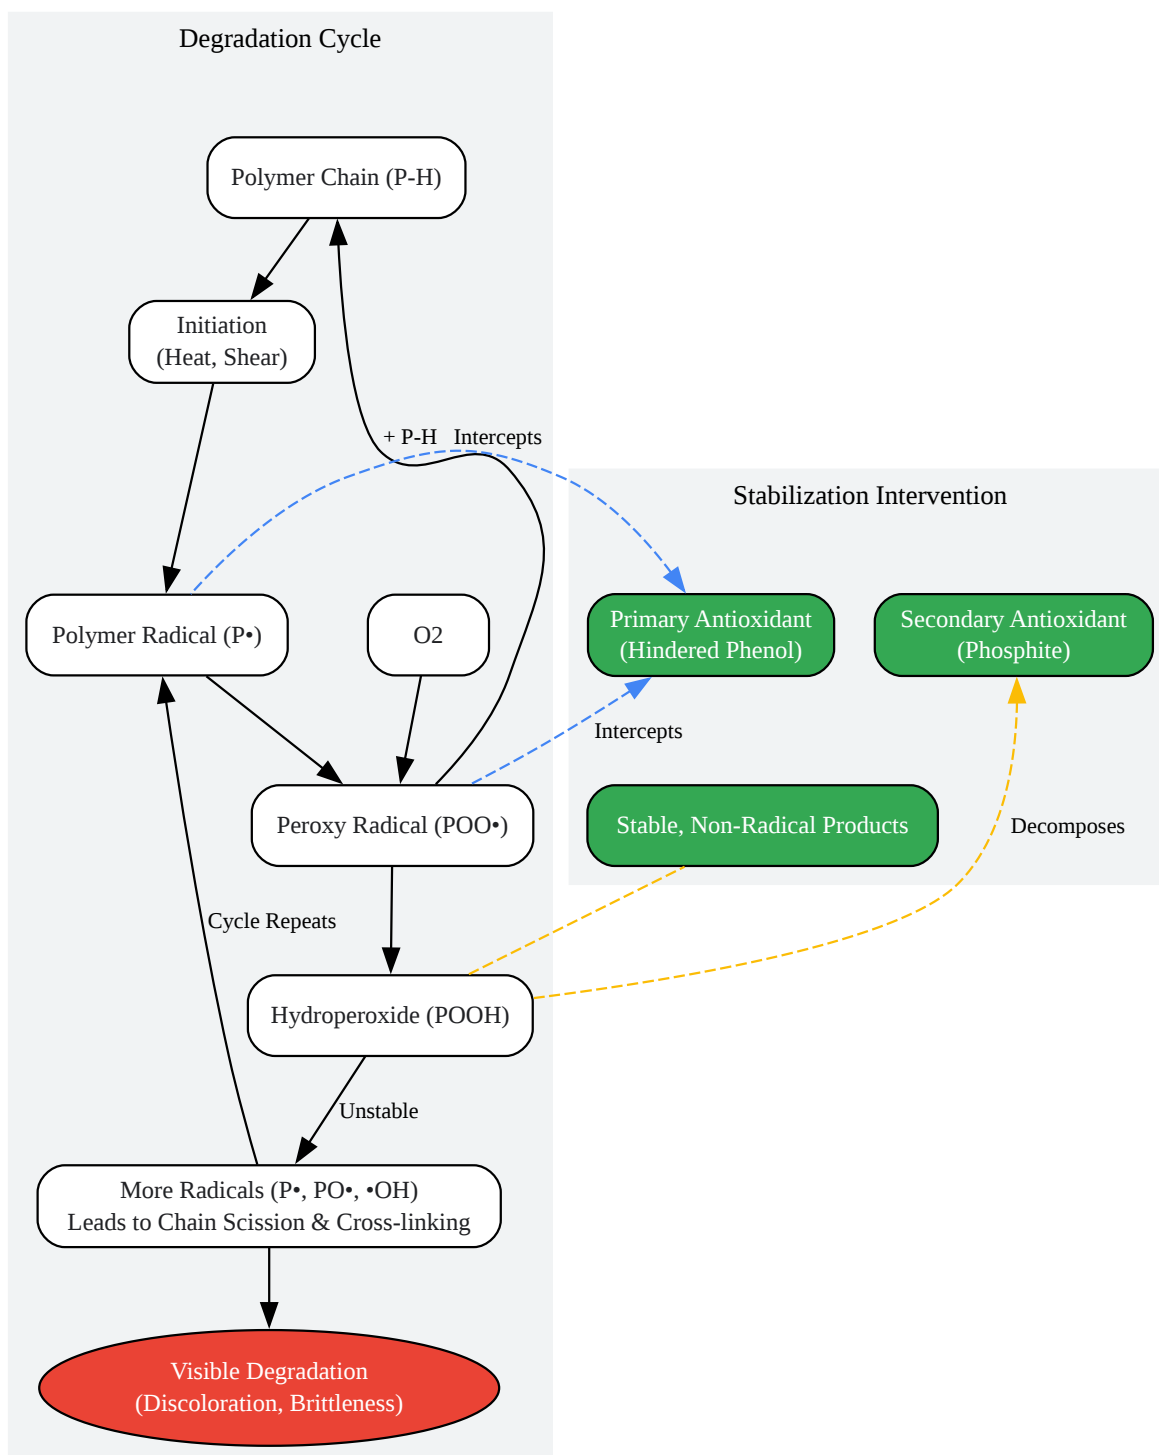 Degradation Cycle
Polymer Chain (P-H)
Initiation
(Heat, Shear)
+ P-H
Intercepts
Stabilization Intervention
Polymer Radical (P•)
O2
Primary Antioxidant
(Hindered Phenol)
Secondary Antioxidant
(Phosphite)
Intercepts
Peroxy Radical (POO•)
Stable, Non-Radical Products
Decomposes
Cycle Repeats
Hydroperoxide (POOH)
Unstable
More Radicals (P•, PO•, •OH)
Leads to Chain Scission & Cross-linking
Visible Degradation
(Discoloration, Brittleness)